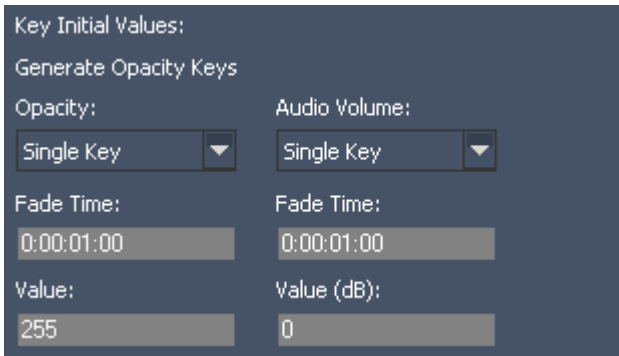 Key Initial Values:
Generate Opacity Keys
Opacity: Audio Volume:
Single Key Single Key
Fade Time: Fade Time:
0:00:01:00 0:00:01:00
Value: Value (dB):
255 0